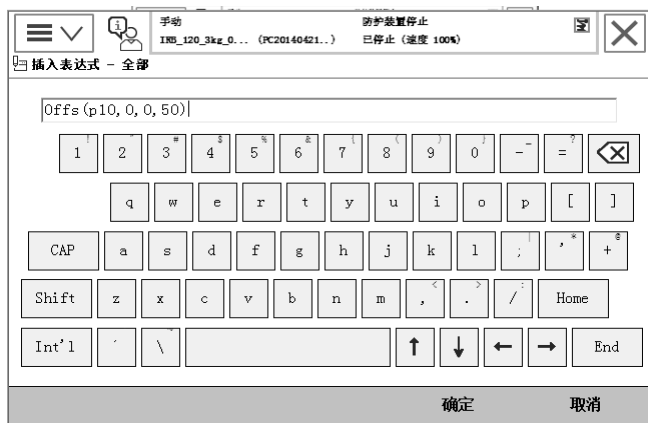 手动
防护装置停止
IRB_120_3kg_0... (PC20140421..)
已停止 (速度 100%)
插入表达式 - 全部
Offs(p10,0,0,50)
1 ! 2 " 3 # 4 $ 5 % 6 & 7 { 8 ( 9 ) 0 } - _ = ?
q w e r t y u i o p [ ]
CAP a s d f g h j k l ; | ' * + @
Shift z x c v b n m , < . > / : Home
Int'l ´ \ ↑ ↓ ← → End
确定 取消